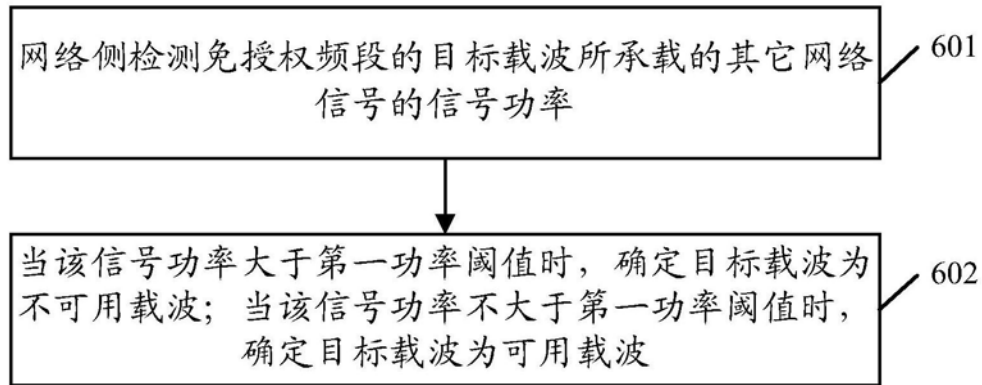 网络侧检测免授权频段的目标载波所承载的其它网络
信号的信号功率
601
当该信号功率大于第一功率阈值时，确定目标载波为
不可用载波；当该信号功率不大于第一功率阈值时，
确定目标载波为可用载波
602